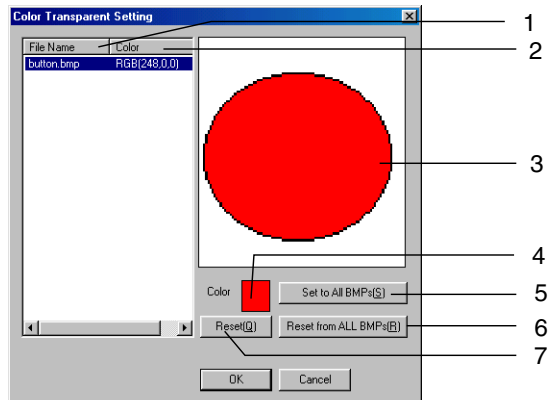 Color Transparent Setting
1
File Name Color
2
button.bmp RGB(248,0,0)
3
4
Color Set to All BMPs(S)
5
Reset(Q) Reset from ALL BMPs(R)
6
7
OK Cancel